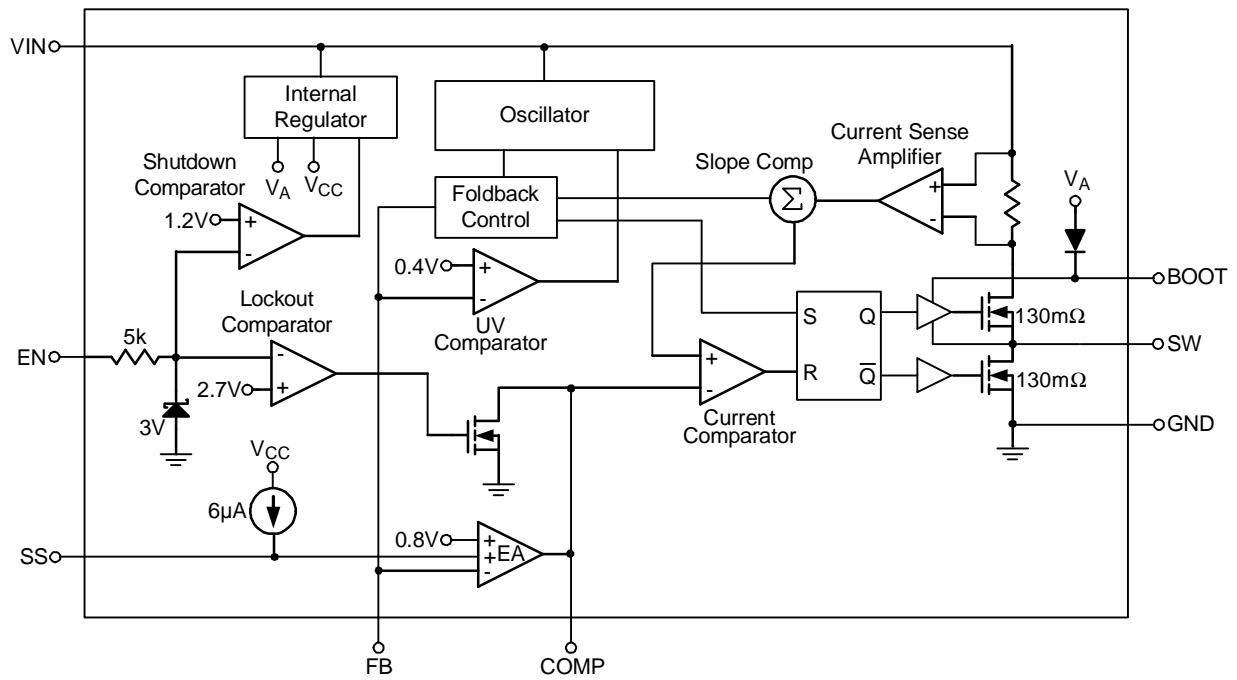 VIN
Internal
Regulator
Oscillator
Current Sense
Amplifier
Slope Comp
Shutdown
Comparator
VA
VCC
Foldback
Control
Σ
+
-
VA
1.2V
+
-
0.4V
+
-
BOOT
Lockout
Comparator
UV
Comparator
S
Q
130mΩ
EN
5k
-
+
2.7V
+
-
R
Q̅
SW
130mΩ
3V
Current
Comparator
GND
VCC
6µA
0.8V
+
+EA
-
SS
FB
COMP